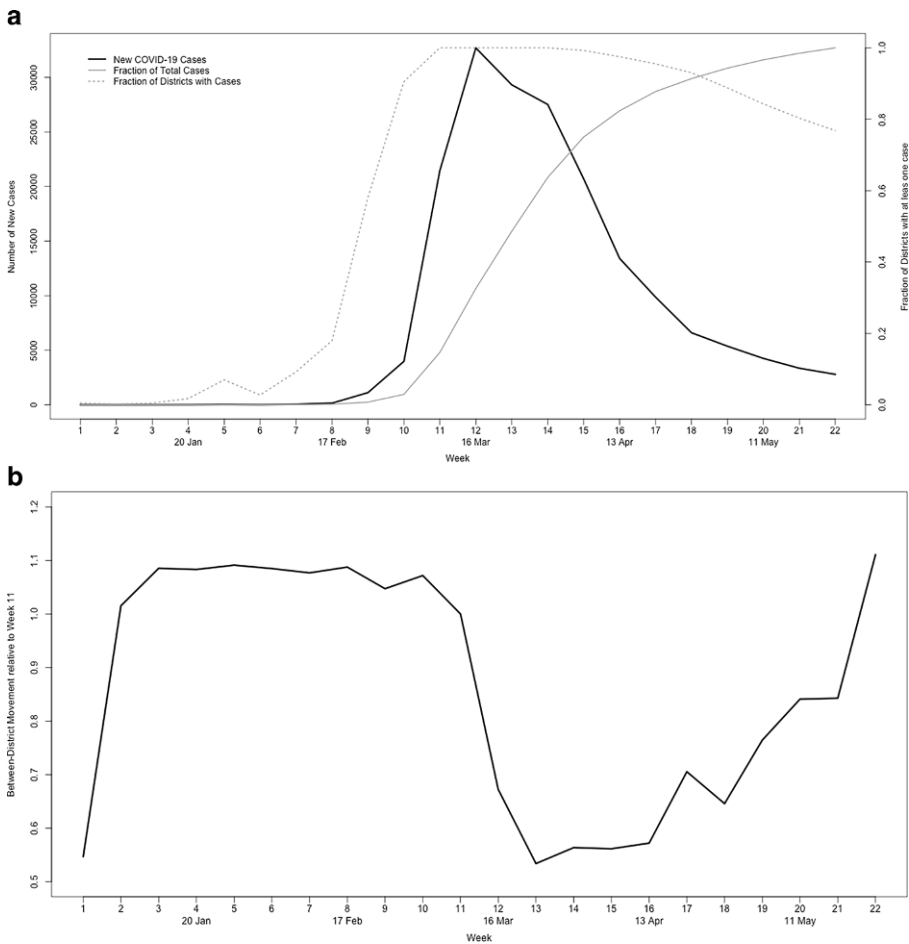 a
New COVID-19 Cases
Fraction of Total Cases
Fraction of Districts with Cases
Number of New Cases
0 5000 10000 15000 20000 25000 30000
Fraction of Districts with at leas one case
0.0 0.2 0.4 0.6 0.8 1.0
1 2 3 4 5 6 7 8 9 10 11 12 13 14 15 16 17 18 19 20 21 22
20 Jan 17 Feb 16 Mar 13 Apr 11 May
Week
b
Between-District Movement relative to Week 11
0.5 0.6 0.7 0.8 0.9 1.0 1.1 1.2
1 2 3 4 5 6 7 8 9 10 11 12 13 14 15 16 17 18 19 20 21 22
20 Jan 17 Feb 16 Mar 13 Apr 11 May
Week